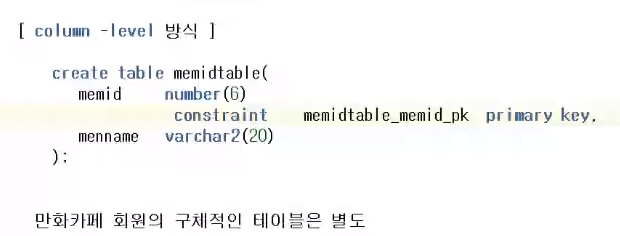 [ column -level 방식 ]
create table memidtable(
memid number(6)
constraint memidtable_memid_pk primary key,
menname varchar2(20)
);
만화카페 회원의 구체적인 테이블은 별도